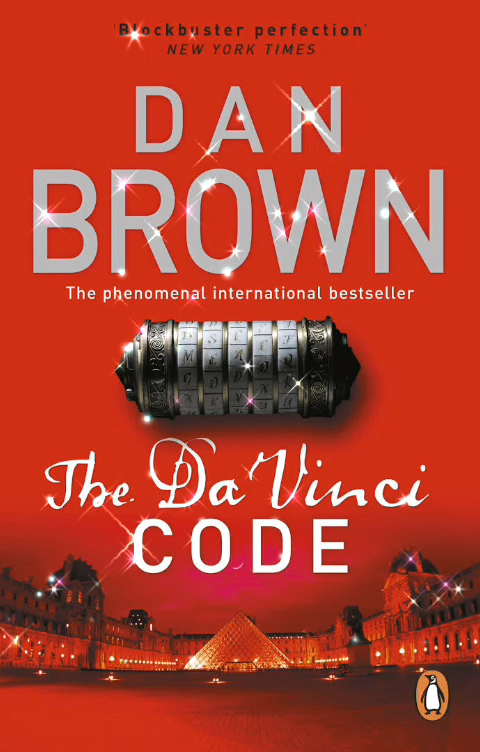 'Blockbuster perfection'
NEW YORK TIMES
DAN
BROWN
The phenomenal international bestseller
The Da Vinci
CODE